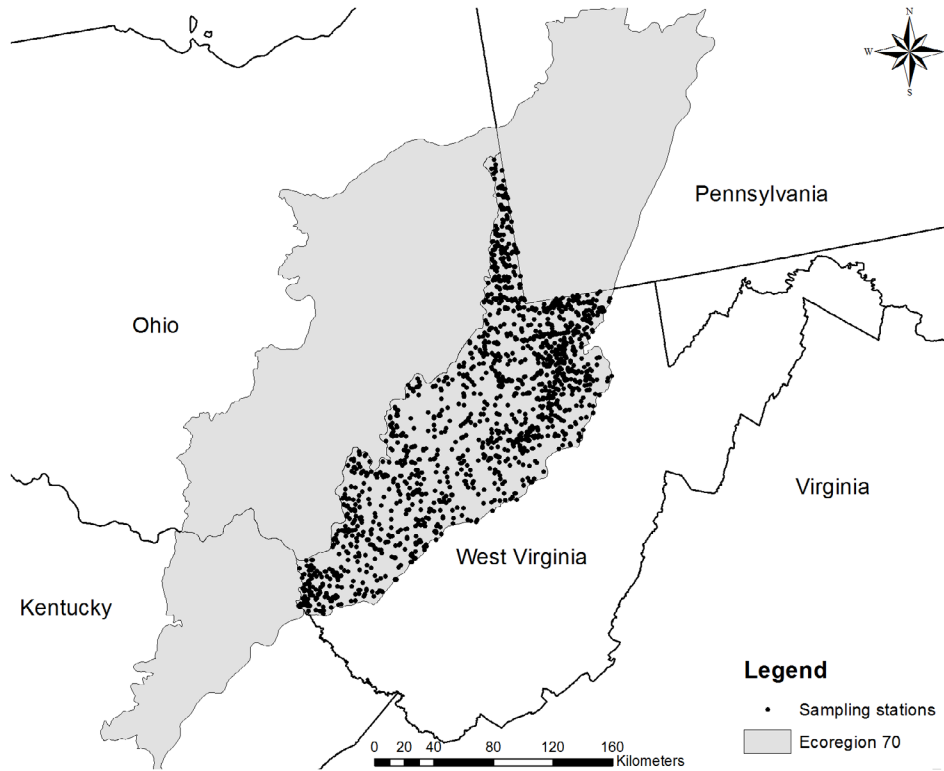 N
W
E
S
Pennsylvania
Ohio
Virginia
West Virginia
Kentucky
Legend
Sampling stations
Ecoregion 70
0 20 40 80 120 160
Kilometers